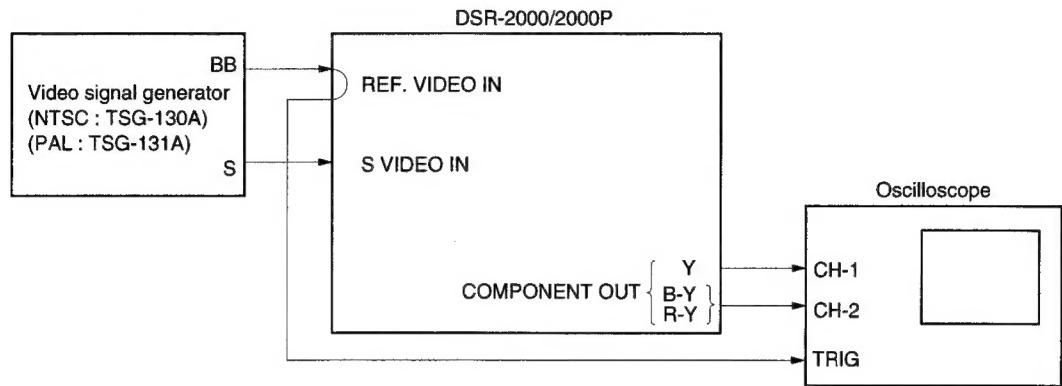 DSR-2000/2000P
BB
Video signal generator
(NTSC : TSG-130A)
(PAL : TSG-131A)
S
REF. VIDEO IN
S VIDEO IN
COMPONENT OUT
Y
B-Y
R-Y
Oscilloscope
CH-1
CH-2
TRIG